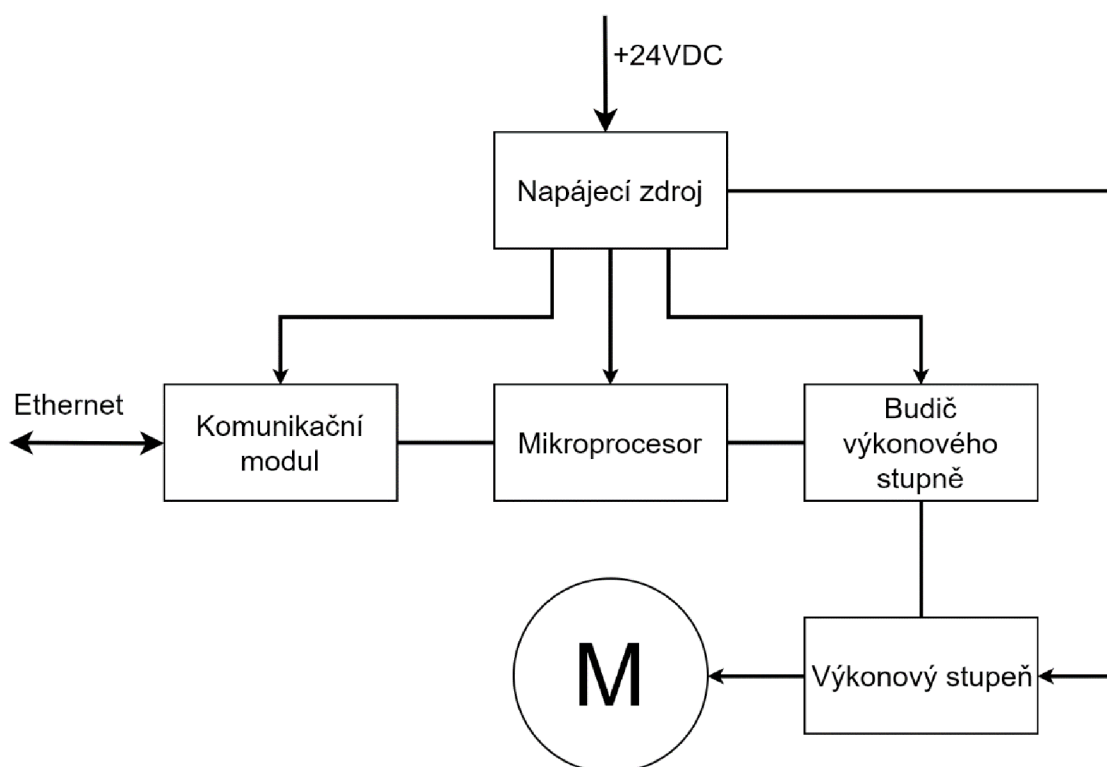 +24VDC
Napájecí zdroj
Ethernet
Komunikační
modul
Mikroprocesor
Budič
výkonového
stupně
M
Výkonový stupeň